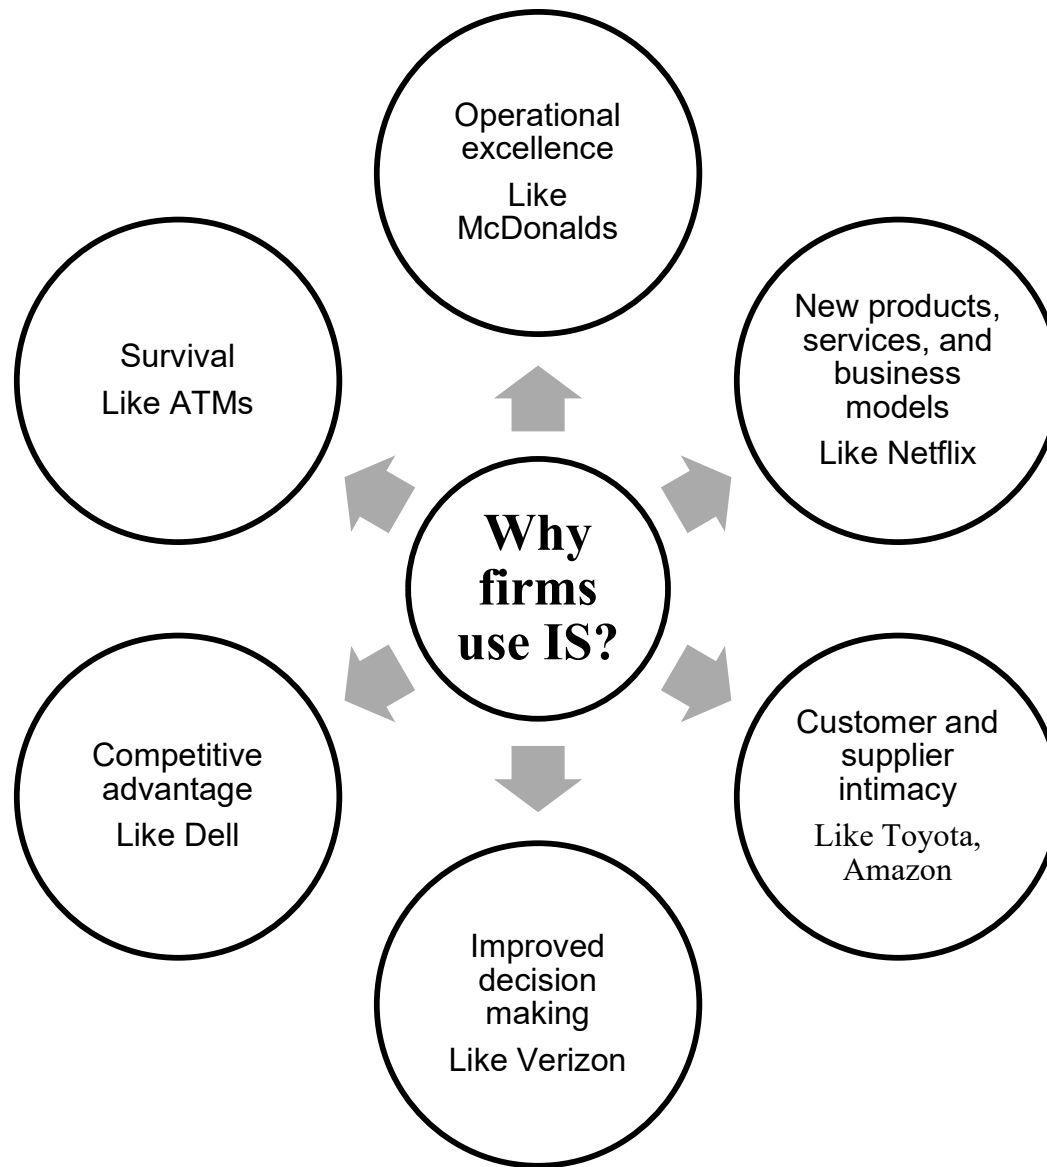 Operational
excellence
Like
McDonalds
New products,
services, and
business
models
Like Netflix
Customer and
supplier
intimacy
Like Toyota,
Amazon
Improved
decision
making
Like Verizon
Competitive
advantage
Like Dell
Survival
Like ATMs
Why
firms
use IS?